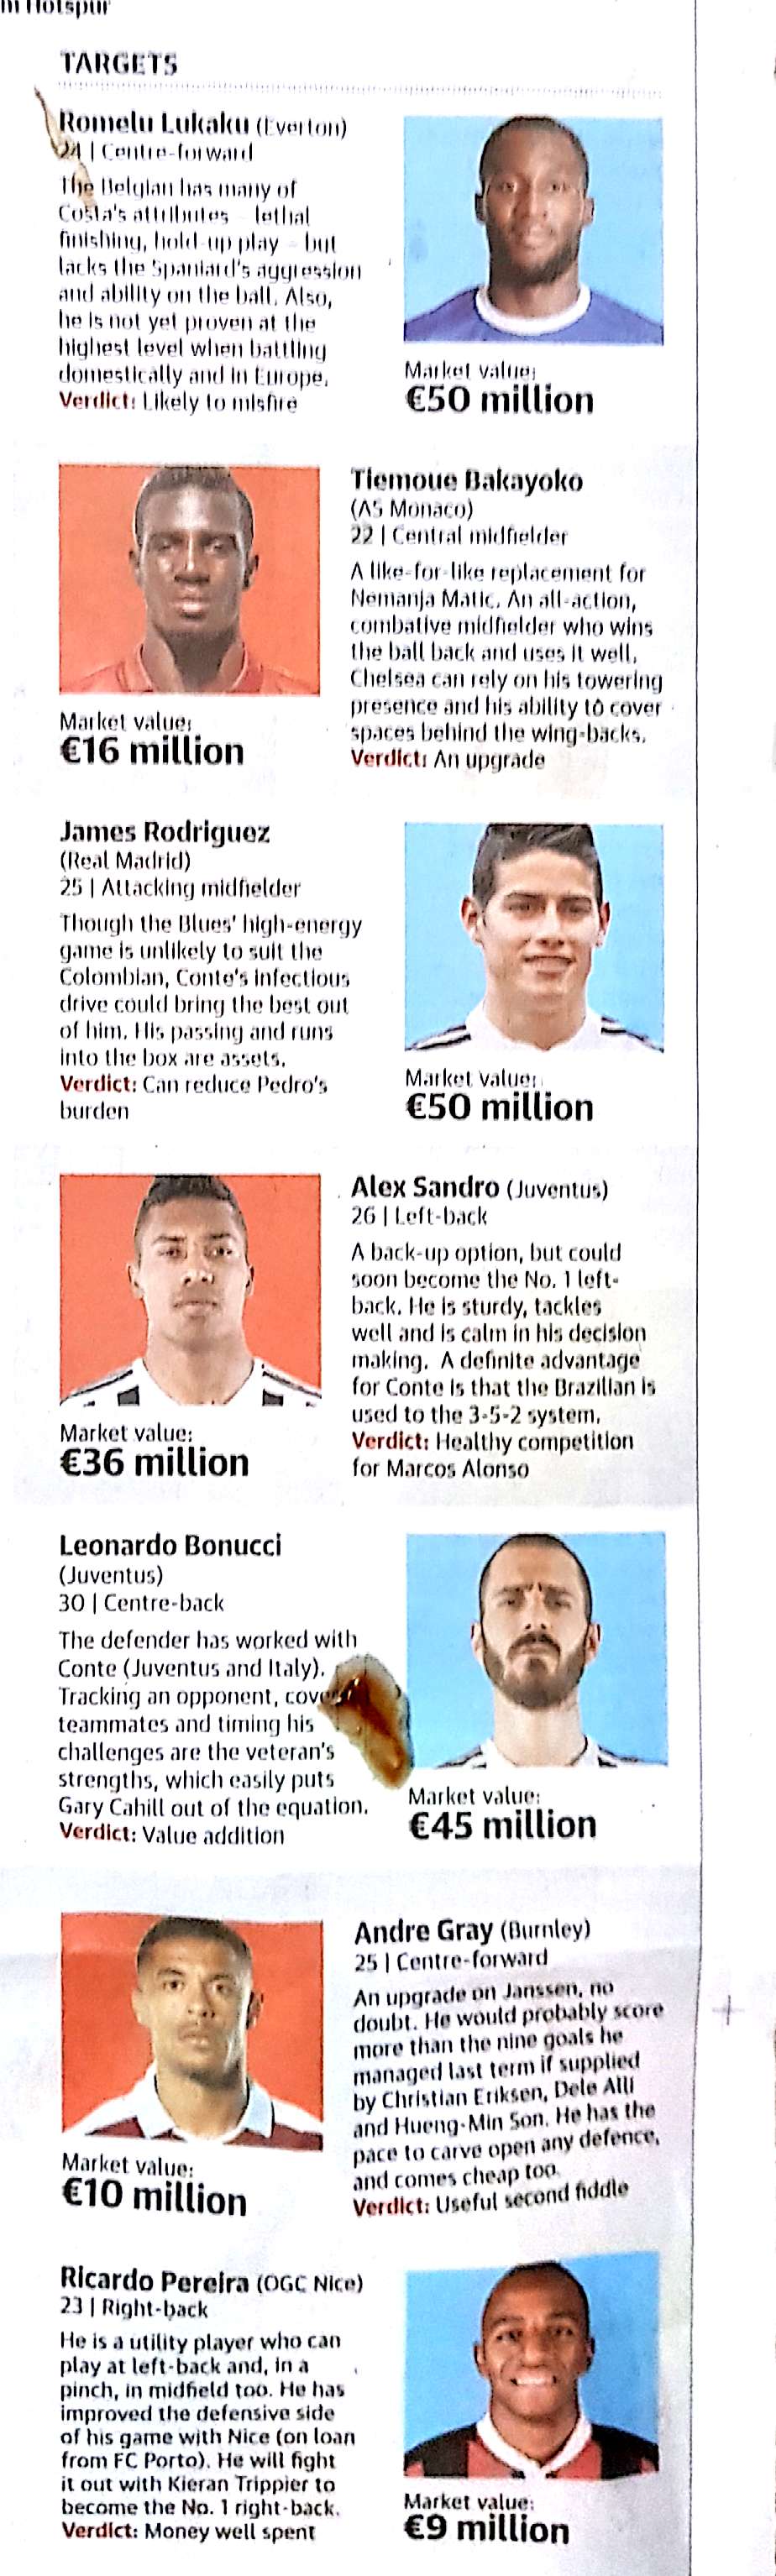 Hotspur
TARGETS
Romelu Lukaku (Everton)
24 | Centre-forward
The Belgian has many of
Costa's attributes – lethal
finishing, hold-up play – but
lacks the Spaniard's aggression
and ability on the ball. Also,
he is not yet proven at the
highest level when battling
domestically and in Europe.
Verdict: Likely to misfire
Market value:
€50 million
Tiemoue Bakayoko
(AS Monaco)
22 | Central midfielder
A like-for-like replacement for
Nemanja Matic. An all-action,
combative midfielder who wins
the ball back and uses it well.
Chelsea can rely on his towering
presence and his ability to cover
spaces behind the wing-backs.
Verdict: An upgrade
Market value:
€16 million
James Rodriguez
(Real Madrid)
25 | Attacking midfielder
Though the Blues' high-energy
game is unlikely to suit the
Colombian, Conte's infectious
drive could bring the best out
of him. His passing and runs
into the box are assets.
Verdict: Can reduce Pedro's
burden
Market value:
€50 million
Alex Sandro (Juventus)
26 | Left-back
A back-up option, but could
soon become the No. 1 left-
back. He is sturdy, tackles
well and is calm in his decision
making. A definite advantage
for Conte is that the Brazilian is
used to the 3-5-2 system.
Verdict: Healthy competition
for Marcos Alonso
Market value:
€36 million
Leonardo Bonucci
(Juventus)
30 | Centre-back
The defender has worked with
Conte (Juventus and Italy).
Tracking an opponent,
teammates and timing his
challenges are the veteran's
strengths, which easily puts
Gary Cahill out of the equation.
Verdict: Value addition
Market value:
€45 million
Andre Gray (Burnley)
25 | Centre-forward
An upgrade on Janssen, no
doubt. He would probably score
more than the nine goals he
managed last term if supplied
by Christian Eriksen, Dele Alli
and Hueng-Min Son. He has the
pace to carve open any defence,
and comes cheap too.
Verdict: Useful second fiddle
Market value:
€10 million
Ricardo Pereira (OGC Nice)
23 | Right-back
He is a utility player who can
play at left-back and, in a
pinch, in midfield too. He has
improved the defensive side
of his game with Nice (on loan
from FC Porto). He will fight
it out with Kieran Trippier to
become the No. 1 right-back.
Verdict: Money well spent
Market value:
€9 million